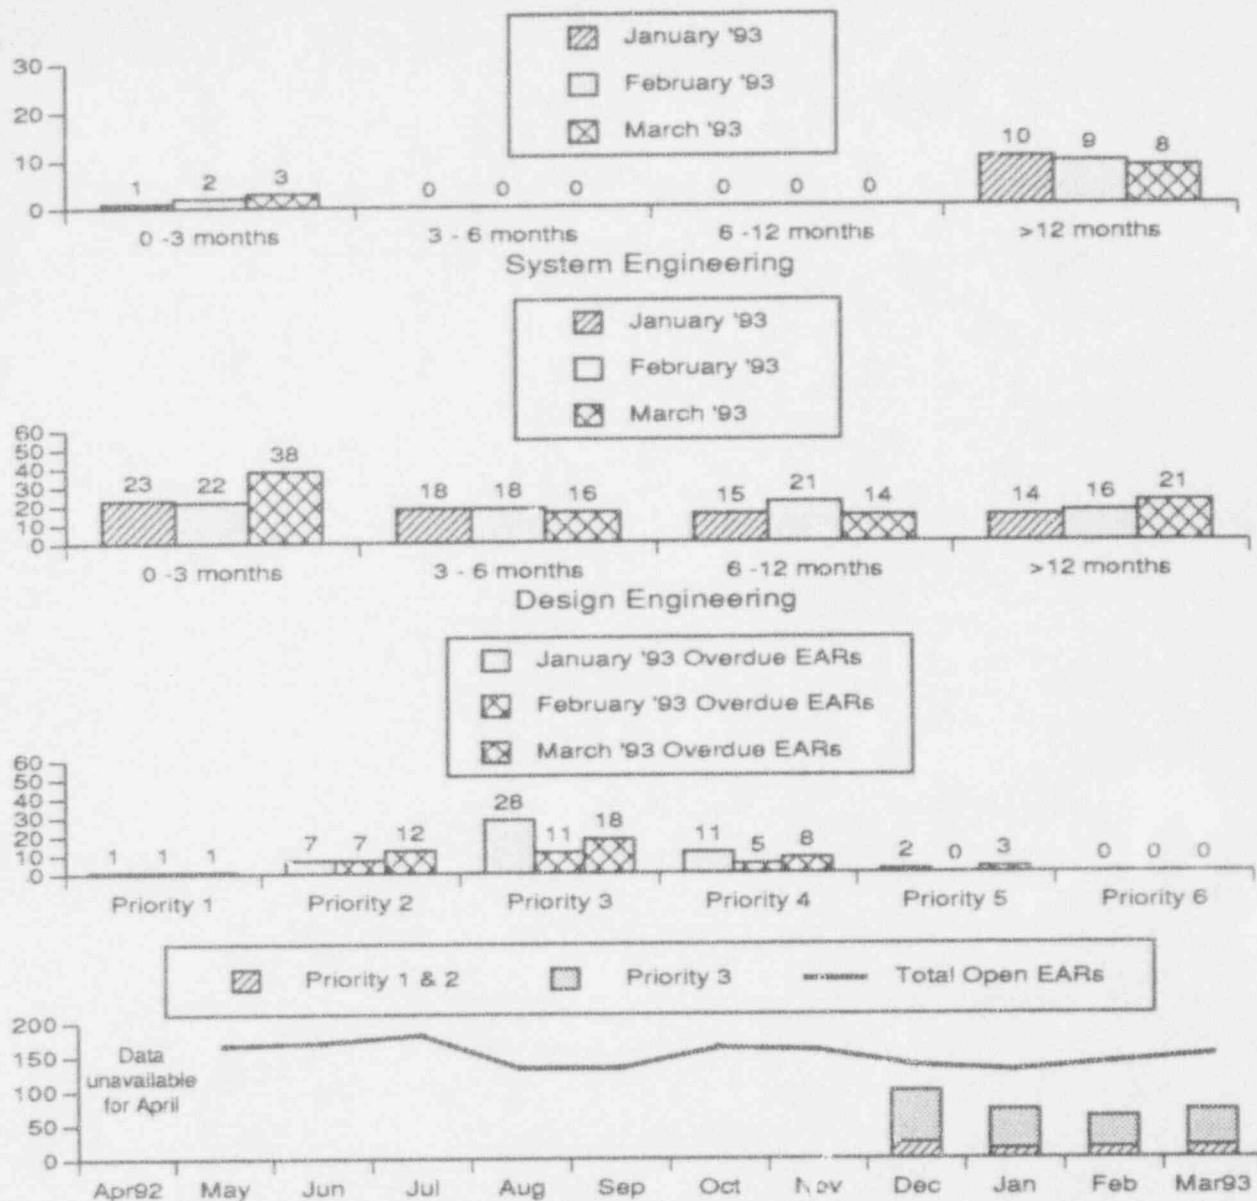 January '93
February '93
March '93
30
20
10
0
1 2 3 0 0 0 0 0 0 10 9 8
0 -3 months 3 - 6 months 6 -12 months >12 months
System Engineering
January '93
February '93
March '93
60
50
40
30
20
10
0
23 22 38 18 18 16 15 21 14 14 16 21
0 -3 months 3 - 6 months 6 -12 months >12 months
Design Engineering
January '93 Overdue EARs
February '93 Overdue EARs
March '93 Overdue EARs
60
50
40
30
20
10
0
1 1 1 7 7 12 28 11 18 11 5 8 2 0 3 0 0 0
Priority 1 Priority 2 Priority 3 Priority 4 Priority 5 Priority 6
Priority 1 & 2 Priority 3 Total Open EARs
200
150
100
50
0
Data
unavailable
for April
Apr92 May Jun Jul Aug Sep Oct Nov Dec Jan Feb Mar93